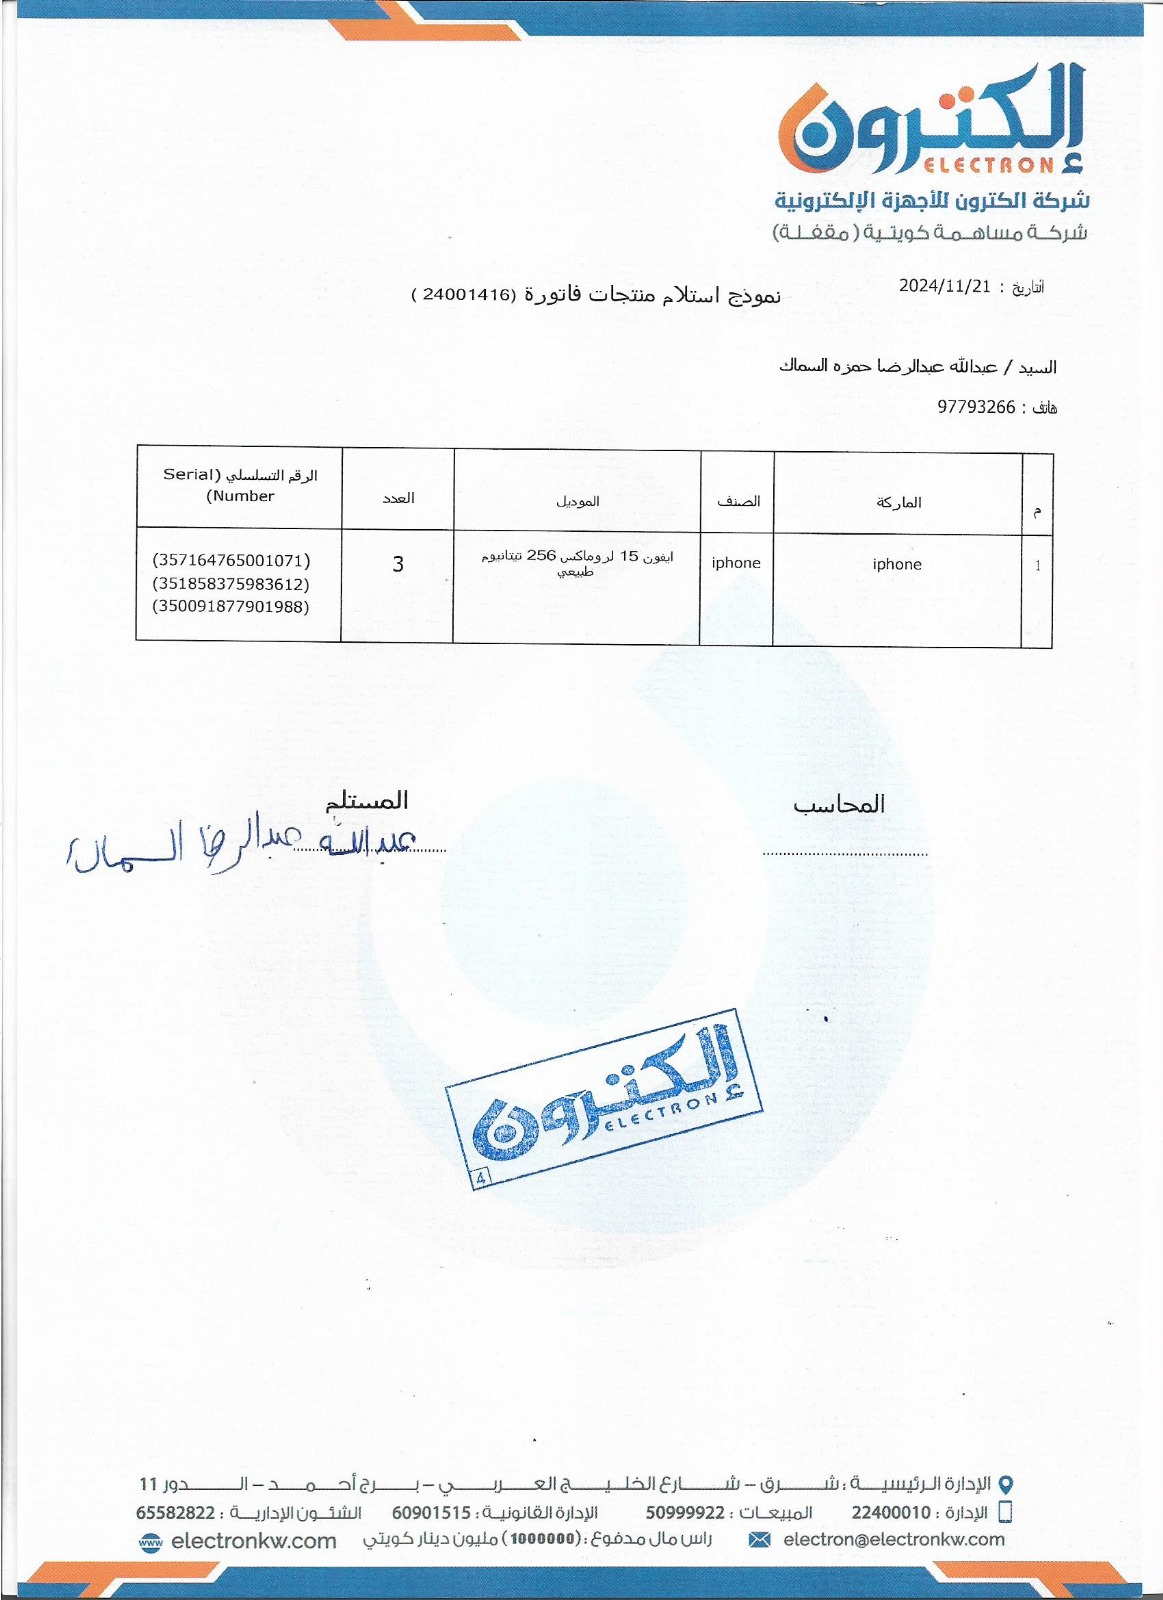 إلكترون
ELECTRON
شركة الكترون للأجهزة الإلكترونية
شركة مساهمة كويتية (مقفلة)
التاريخ : 2024/11/21
نموذج استلام منتجات فاتورة (24001416 )
السيد / عبدالله عبدالرضا حمزه السماك
هاتف : 97793266
م الماركة الصنف الموديل العدد الرقم التسلسلي (Serial Number)
1 iphone iphone ايفون 15 لروماكس 256 تيتانيوم طبيعي 3 (357164765001071)
(351858375983612)
(350091877901988)
المحاسب المستلم
عبدالله عبدالرضا السماك
إلكترون
ELECTRON
4
الإدارة الرئيسية : شرق – شارع الخليج العربي – برج أحمد – الدور 11
الإدارة : 22400010 المبيعات : 50999922 الإدارة القانونية : 60901515 الشئون الإدارية : 65582822
electron@electronkw.com راس مال مدفوع : (1000000) مليون دينار كويتي electronkw.com